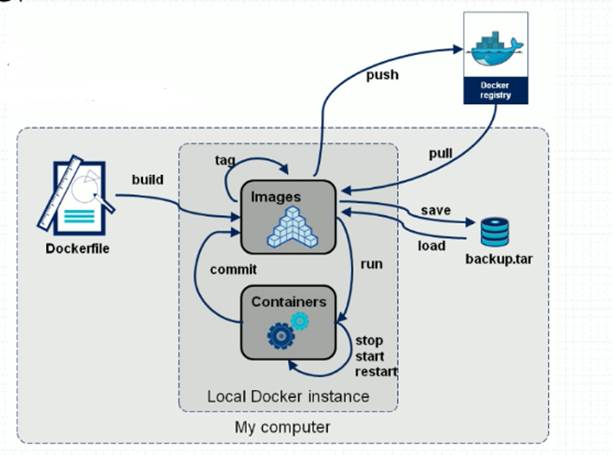 Docker
registry
push
pull
tag
build
Images
save
load
Dockerfile
backup.tar
commit
run
Containers
stop
start
restart
Local Docker instance
My computer